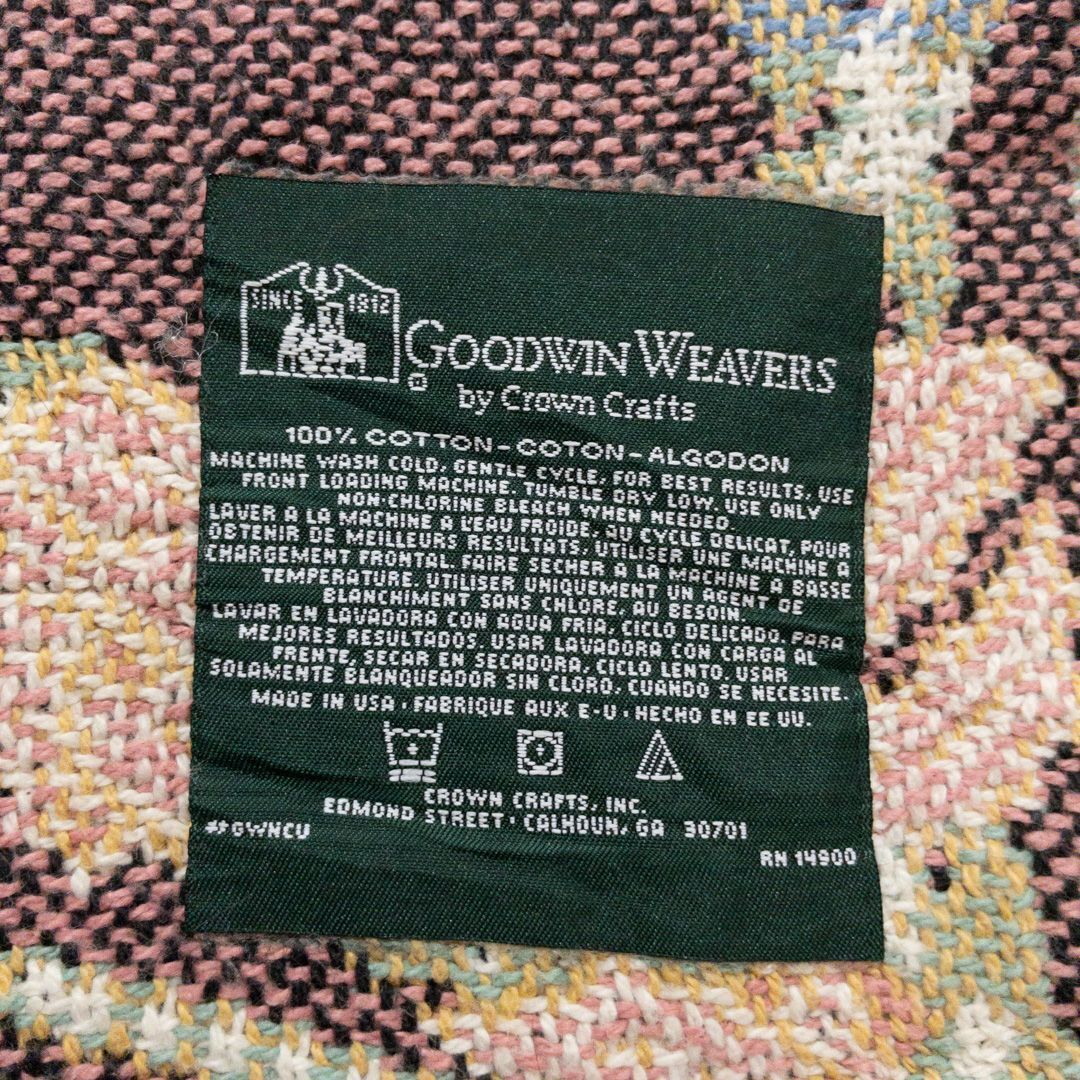 SINCE 1812
GOODWIN WEAVERS
by Crown Crafts
100% COTTON-COTON-ALGODON
MACHINE WASH COLD, GENTLE CYCLE, FOR BEST RESULTS, USE
FRONT LOADING MACHINE. TUMBLE DRY LOW. USE ONLY
NON-CHLORINE BLEACH WHEN NEEDED.
LAVER A LA MACHINE A L'EAU FROIDE, AU CYCLE DELICAT, POUR
OBTENIR DE MEILLEURS RESULTATS, UTILISER UNE MACHINE A
CHARGEMENT FRONTAL. FAIRE SECHER A LA MACHINE A BASSE
TEMPERATURE. UTILISER UNIQUEMENT UN AGENT DE
BLANCHIMENT SANS CHLORE, AU BESOIN.
LAVAR EN LAVADORA CON AGUA FRIA, CICLO DELICADO. PARA
MEJORES RESULTADOS, USAR LAVADORA CON CARGA AL
FRENTE, SECAR EN SECADORA, CICLO LENTO. USAR
SOLAMENTE BLANQUEADOR SIN CLORO, CUANDO SE NECESITE.
MADE IN USA · FABRIQUE AUX E-U · HECHO EN EE UU.
CROWN CRAFTS, INC.
EDMOND STREET · CALHOUN, GA 30701
#FGWNCU
RN 14900